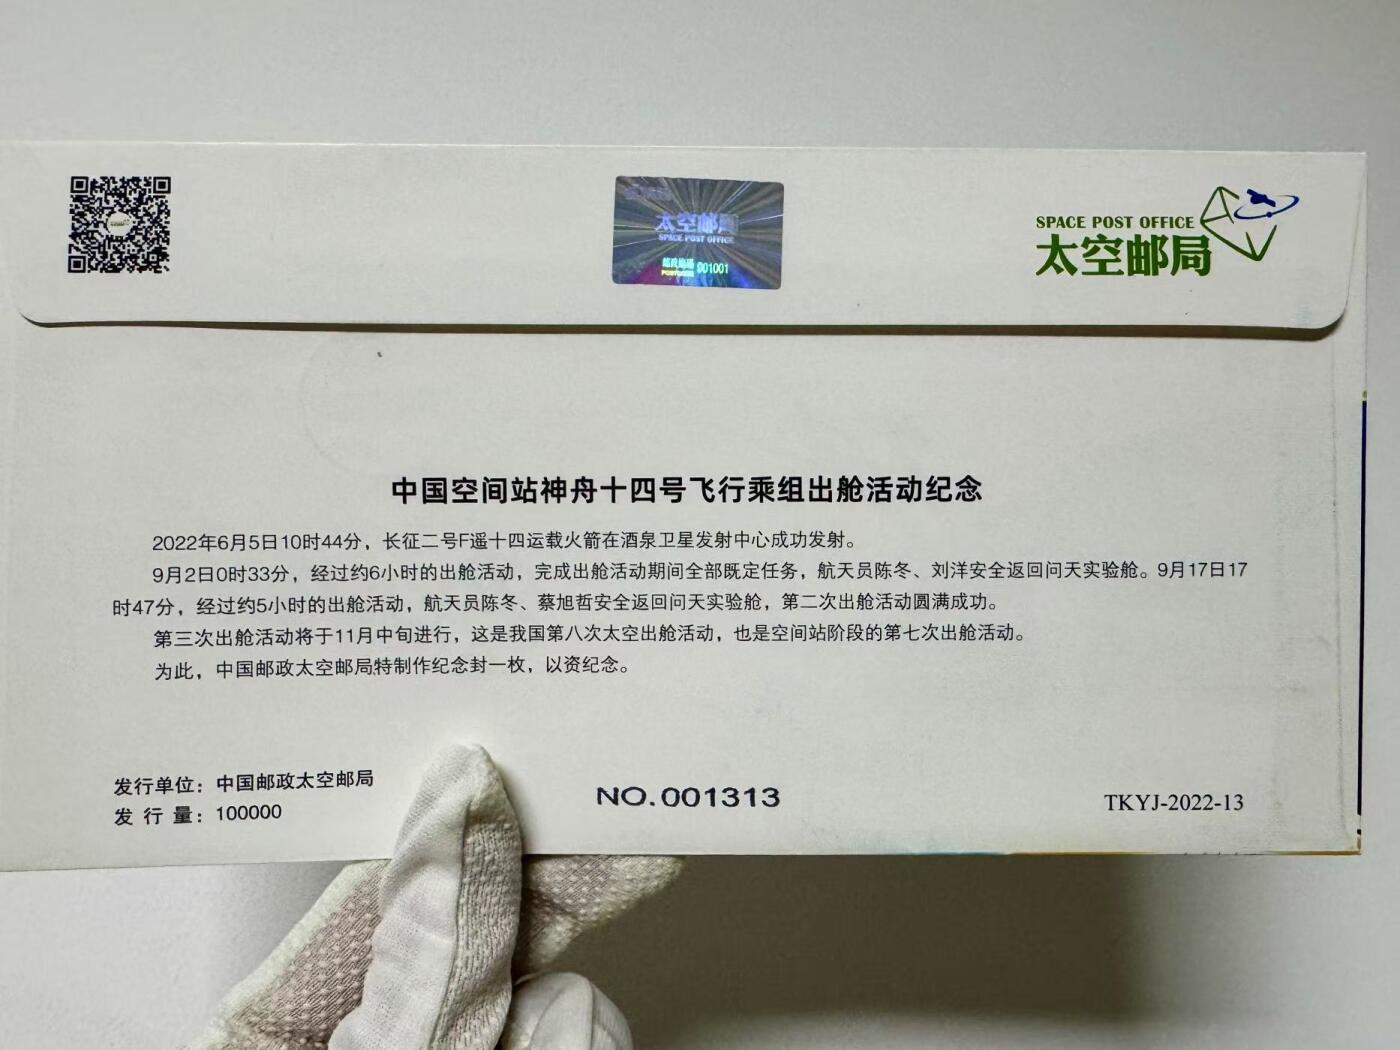 太空邮局
SPACE POST OFFICE
邮政编码
POSTCODE 901001
SPACE POST OFFICE
太空邮局
中国空间站神舟十四号飞行乘组出舱活动纪念
2022年6月5日10时44分，长征二号F遥十四运载火箭在酒泉卫星发射中心成功发射。
9月2日0时33分，经过约6小时的出舱活动，完成出舱活动期间全部既定任务，航天员陈冬、刘洋安全返回问天实验舱。9月17日17
时47分，经过约5小时的出舱活动，航天员陈冬、蔡旭哲安全返回问天实验舱，第二次出舱活动圆满成功。
第三次出舱活动将于11月中旬进行，这是我国第八次太空出舱活动，也是空间站阶段的第七次出舱活动。
为此，中国邮政太空邮局特制作纪念封一枚，以资纪念。
发行单位：中国邮政太空邮局
发 行 量：100000
NO.001313
TKYJ-2022-13